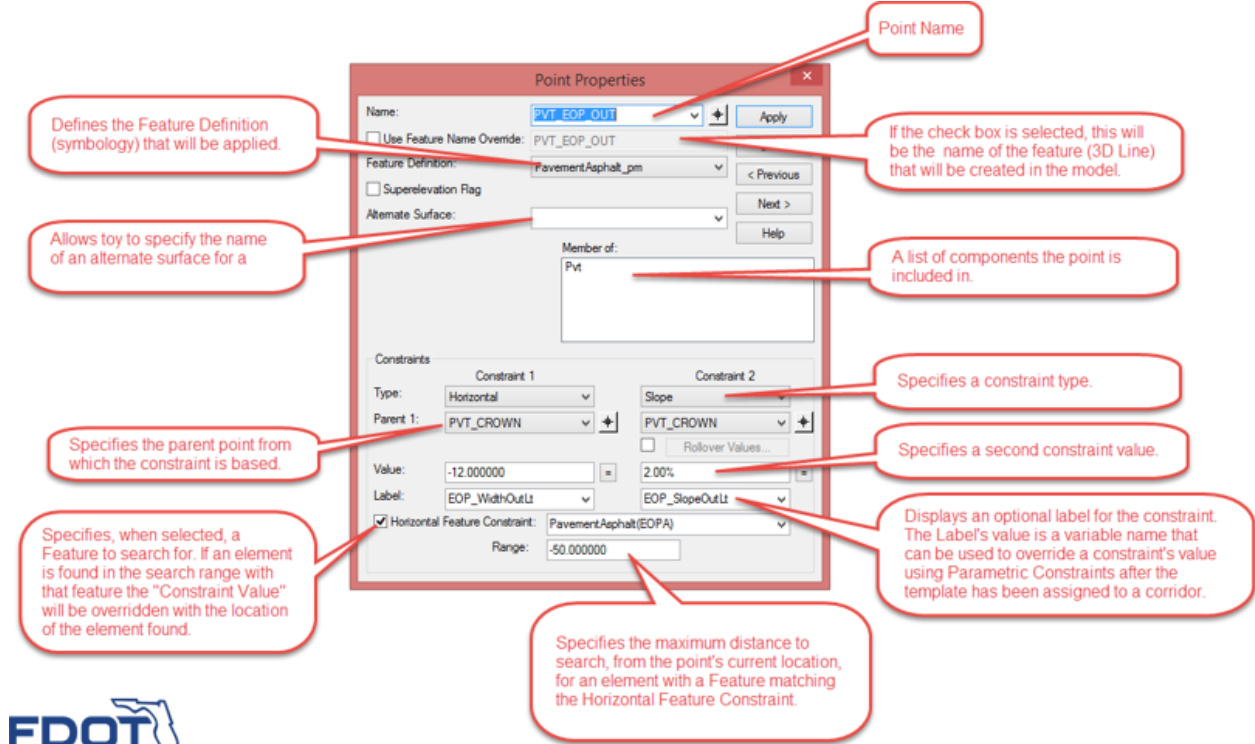 Point Name
Point Properties
×
Name:
PVT_EOP_OUT
Apply
Use Feature Name Override:
PVT_EOP_OUT
Feature Definition:
PavementAsphalt_pm
< Previous
Superelevation Flag
Next >
Alternate Surface:
Help
Member of:
Pvt
Defines the Feature Definition
(symbology) that will be applied.
If the check box is selected, this will
be the name of the feature (3D Line)
that will be created in the model.
Allows toy to specify the name
of an alternate surface for a
A list of components the point is
included in.
Constraints
Constraint 1
Constraint 2
Type:
Horizontal
Slope
Parent 1:
PVT_CROWN
PVT_CROWN
Rollover Values...
Value:
-12.000000
=
2.00%
=
Label:
EOP_WidthOutLt
EOP_SlopeOutLt
Horizontal Feature Constraint:
PavementAsphalt(EOPA)
Range:
-50.000000
Specifies a constraint type.
Specifies the parent point from
which the constraint is based.
Specifies a second constraint value.
Specifies, when selected, a
Feature to search for. If an element
is found in the search range with
that feature the "Constraint Value"
will be overridden with the location
of the element found.
Displays an optional label for the constraint.
The Label's value is a variable name that
can be used to override a constraint's value
using Parametric Constraints after the
template has been assigned to a corridor.
Specifies the maximum distance to
search, from the point's current location,
for an element with a Feature matching
the Horizontal Feature Constraint.
FDOT